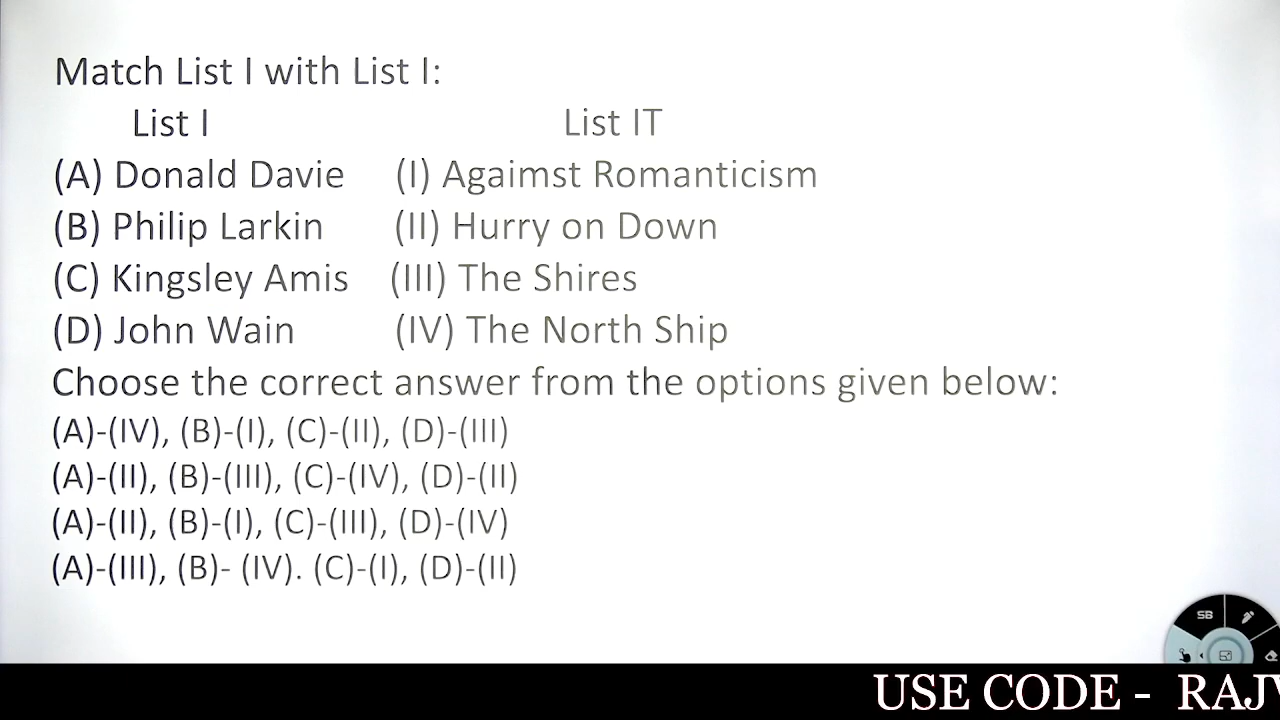 Match List I with List I:
List I List IT
(A) Donald Davie (I) Agaimst Romanticism
(B) Philip Larkin (II) Hurry on Down
(C) Kingsley Amis (III) The Shires
(D) John Wain (IV) The North Ship
Choose the correct answer from the options given below:
(A)-(IV), (B)-(I), (C)-(II), (D)-(III)
(A)-(II), (B)-(III), (C)-(IV), (D)-(II)
(A)-(II), (B)-(I), (C)-(III), (D)-(IV)
(A)-(III), (B)- (IV). (C)-(I), (D)-(II)
SB
USE CODE - RAJ